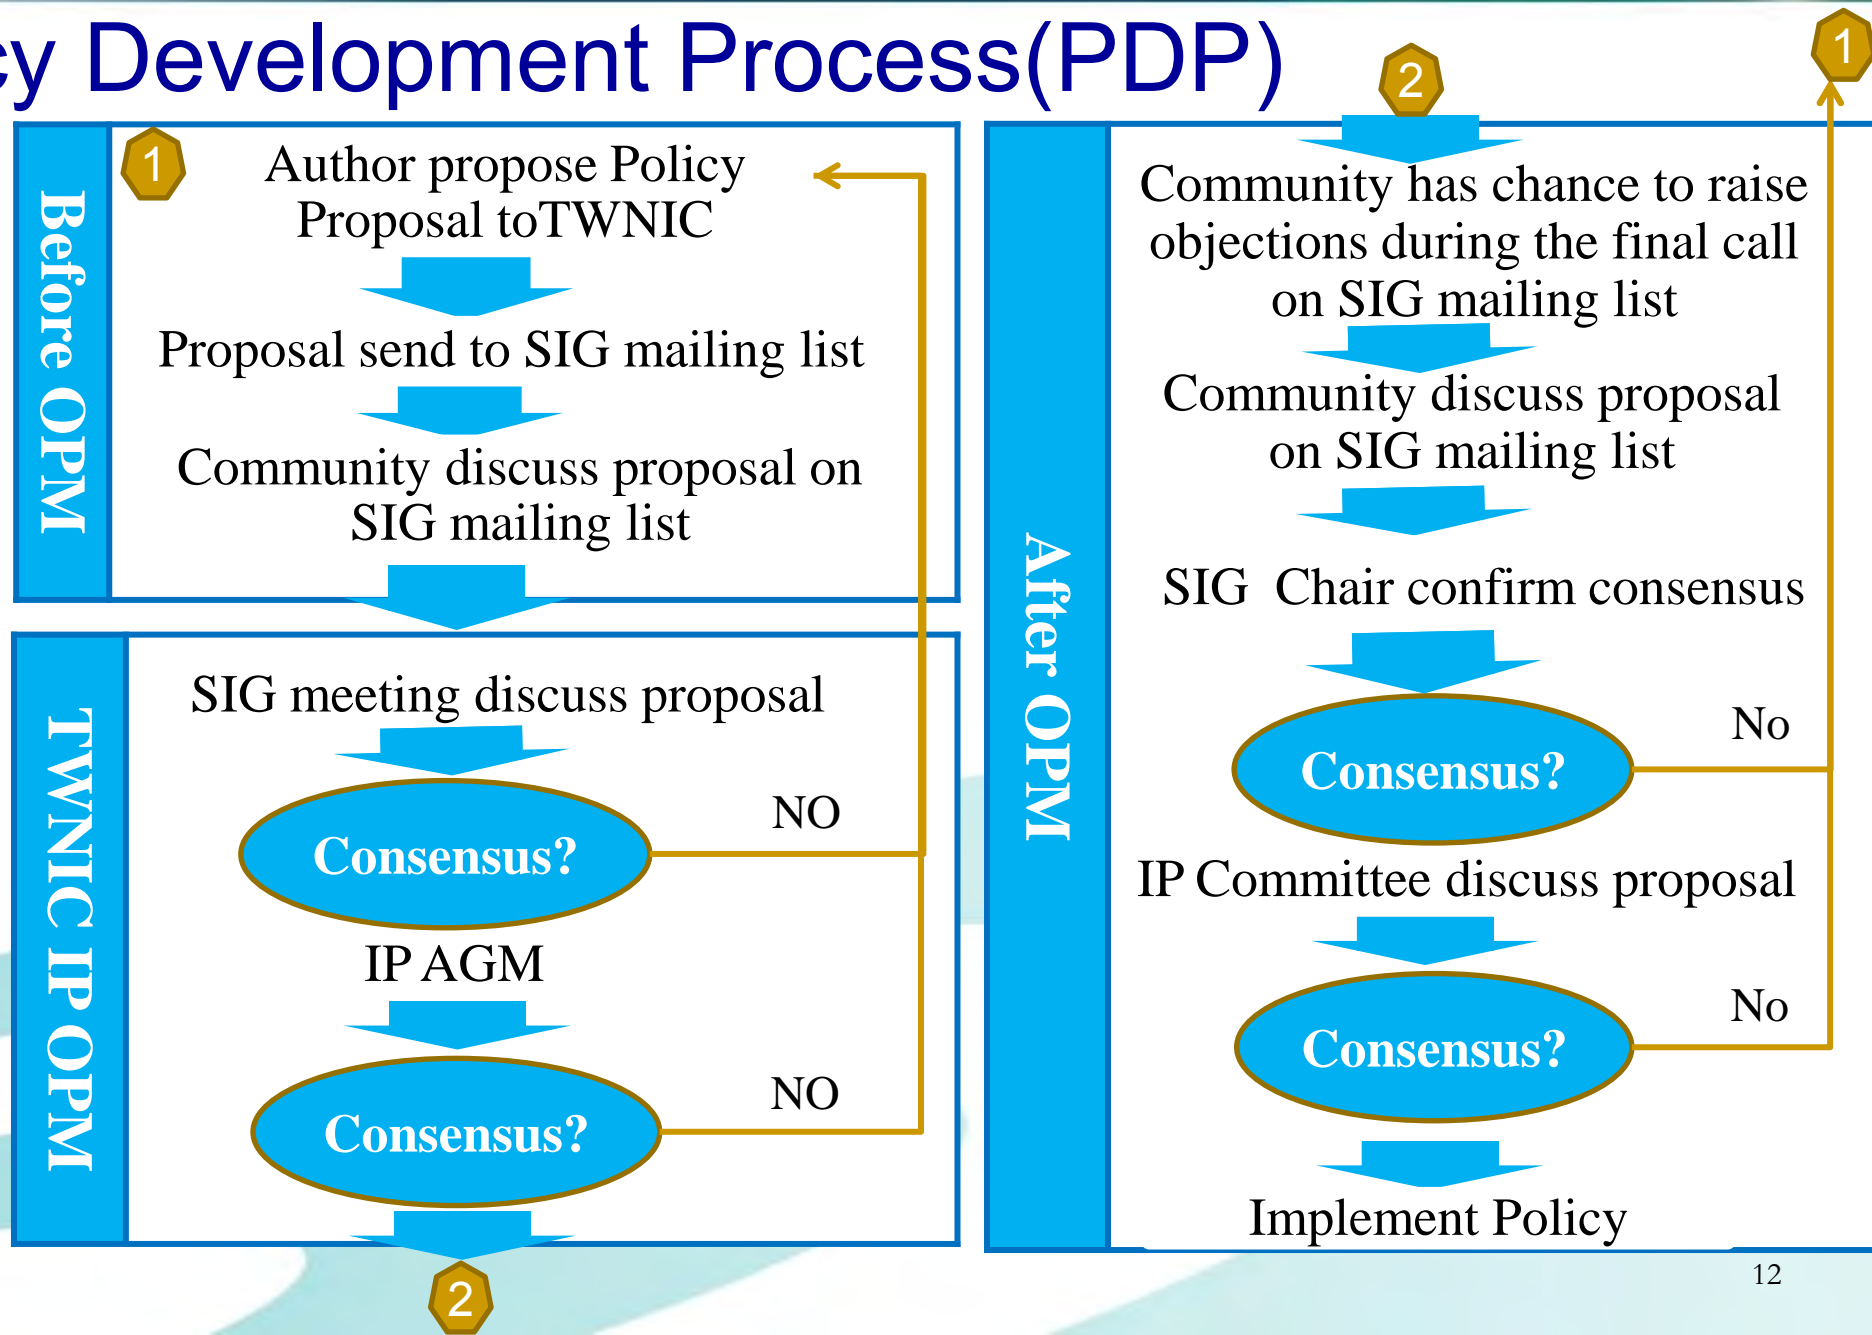 cy Development Process(PDP)
1
Before OPM
Author propose Policy
Proposal toTWNIC
Proposal send to SIG mailing list
Community discuss proposal on
SIG mailing list
TWNIC IP OPM
SIG meeting discuss proposal
Consensus?
NO
IP AGM
Consensus?
NO
2
2
1
After OPM
Community has chance to raise
objections during the final call
on SIG mailing list
Community discuss proposal
on SIG mailing list
SIG Chair confirm consensus
Consensus?
No
IP Committee discuss proposal
Consensus?
No
Implement Policy
12